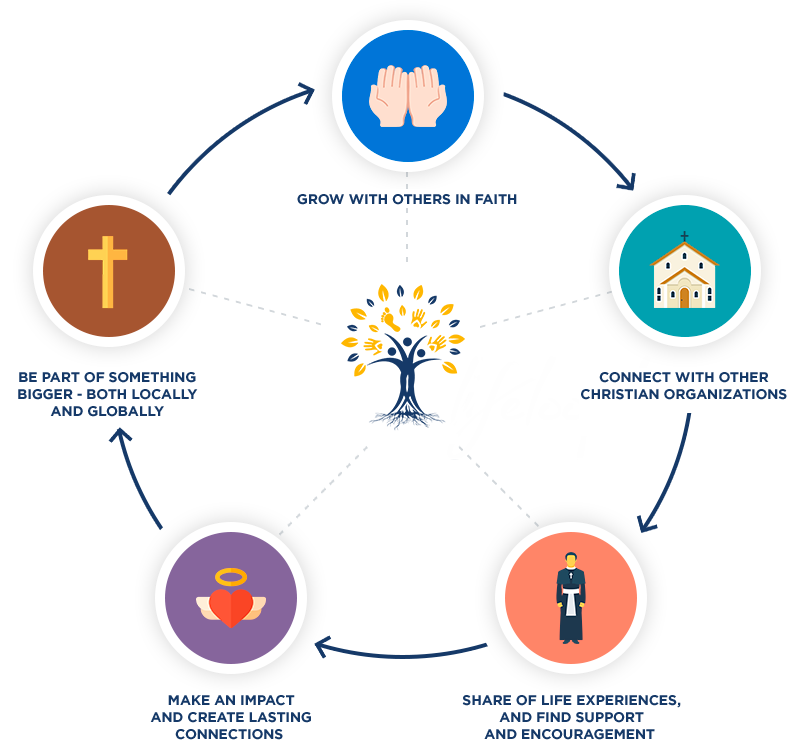 GROW WITH OTHERS IN FAITH
CONNECT WITH OTHER
CHRISTIAN ORGANIZATIONS
SHARE OF LIFE EXPERIENCES,
AND FIND SUPPORT
AND ENCOURAGEMENT
MAKE AN IMPACT
AND CREATE LASTING
CONNECTIONS
BE PART OF SOMETHING
BIGGER - BOTH LOCALLY
AND GLOBALLY